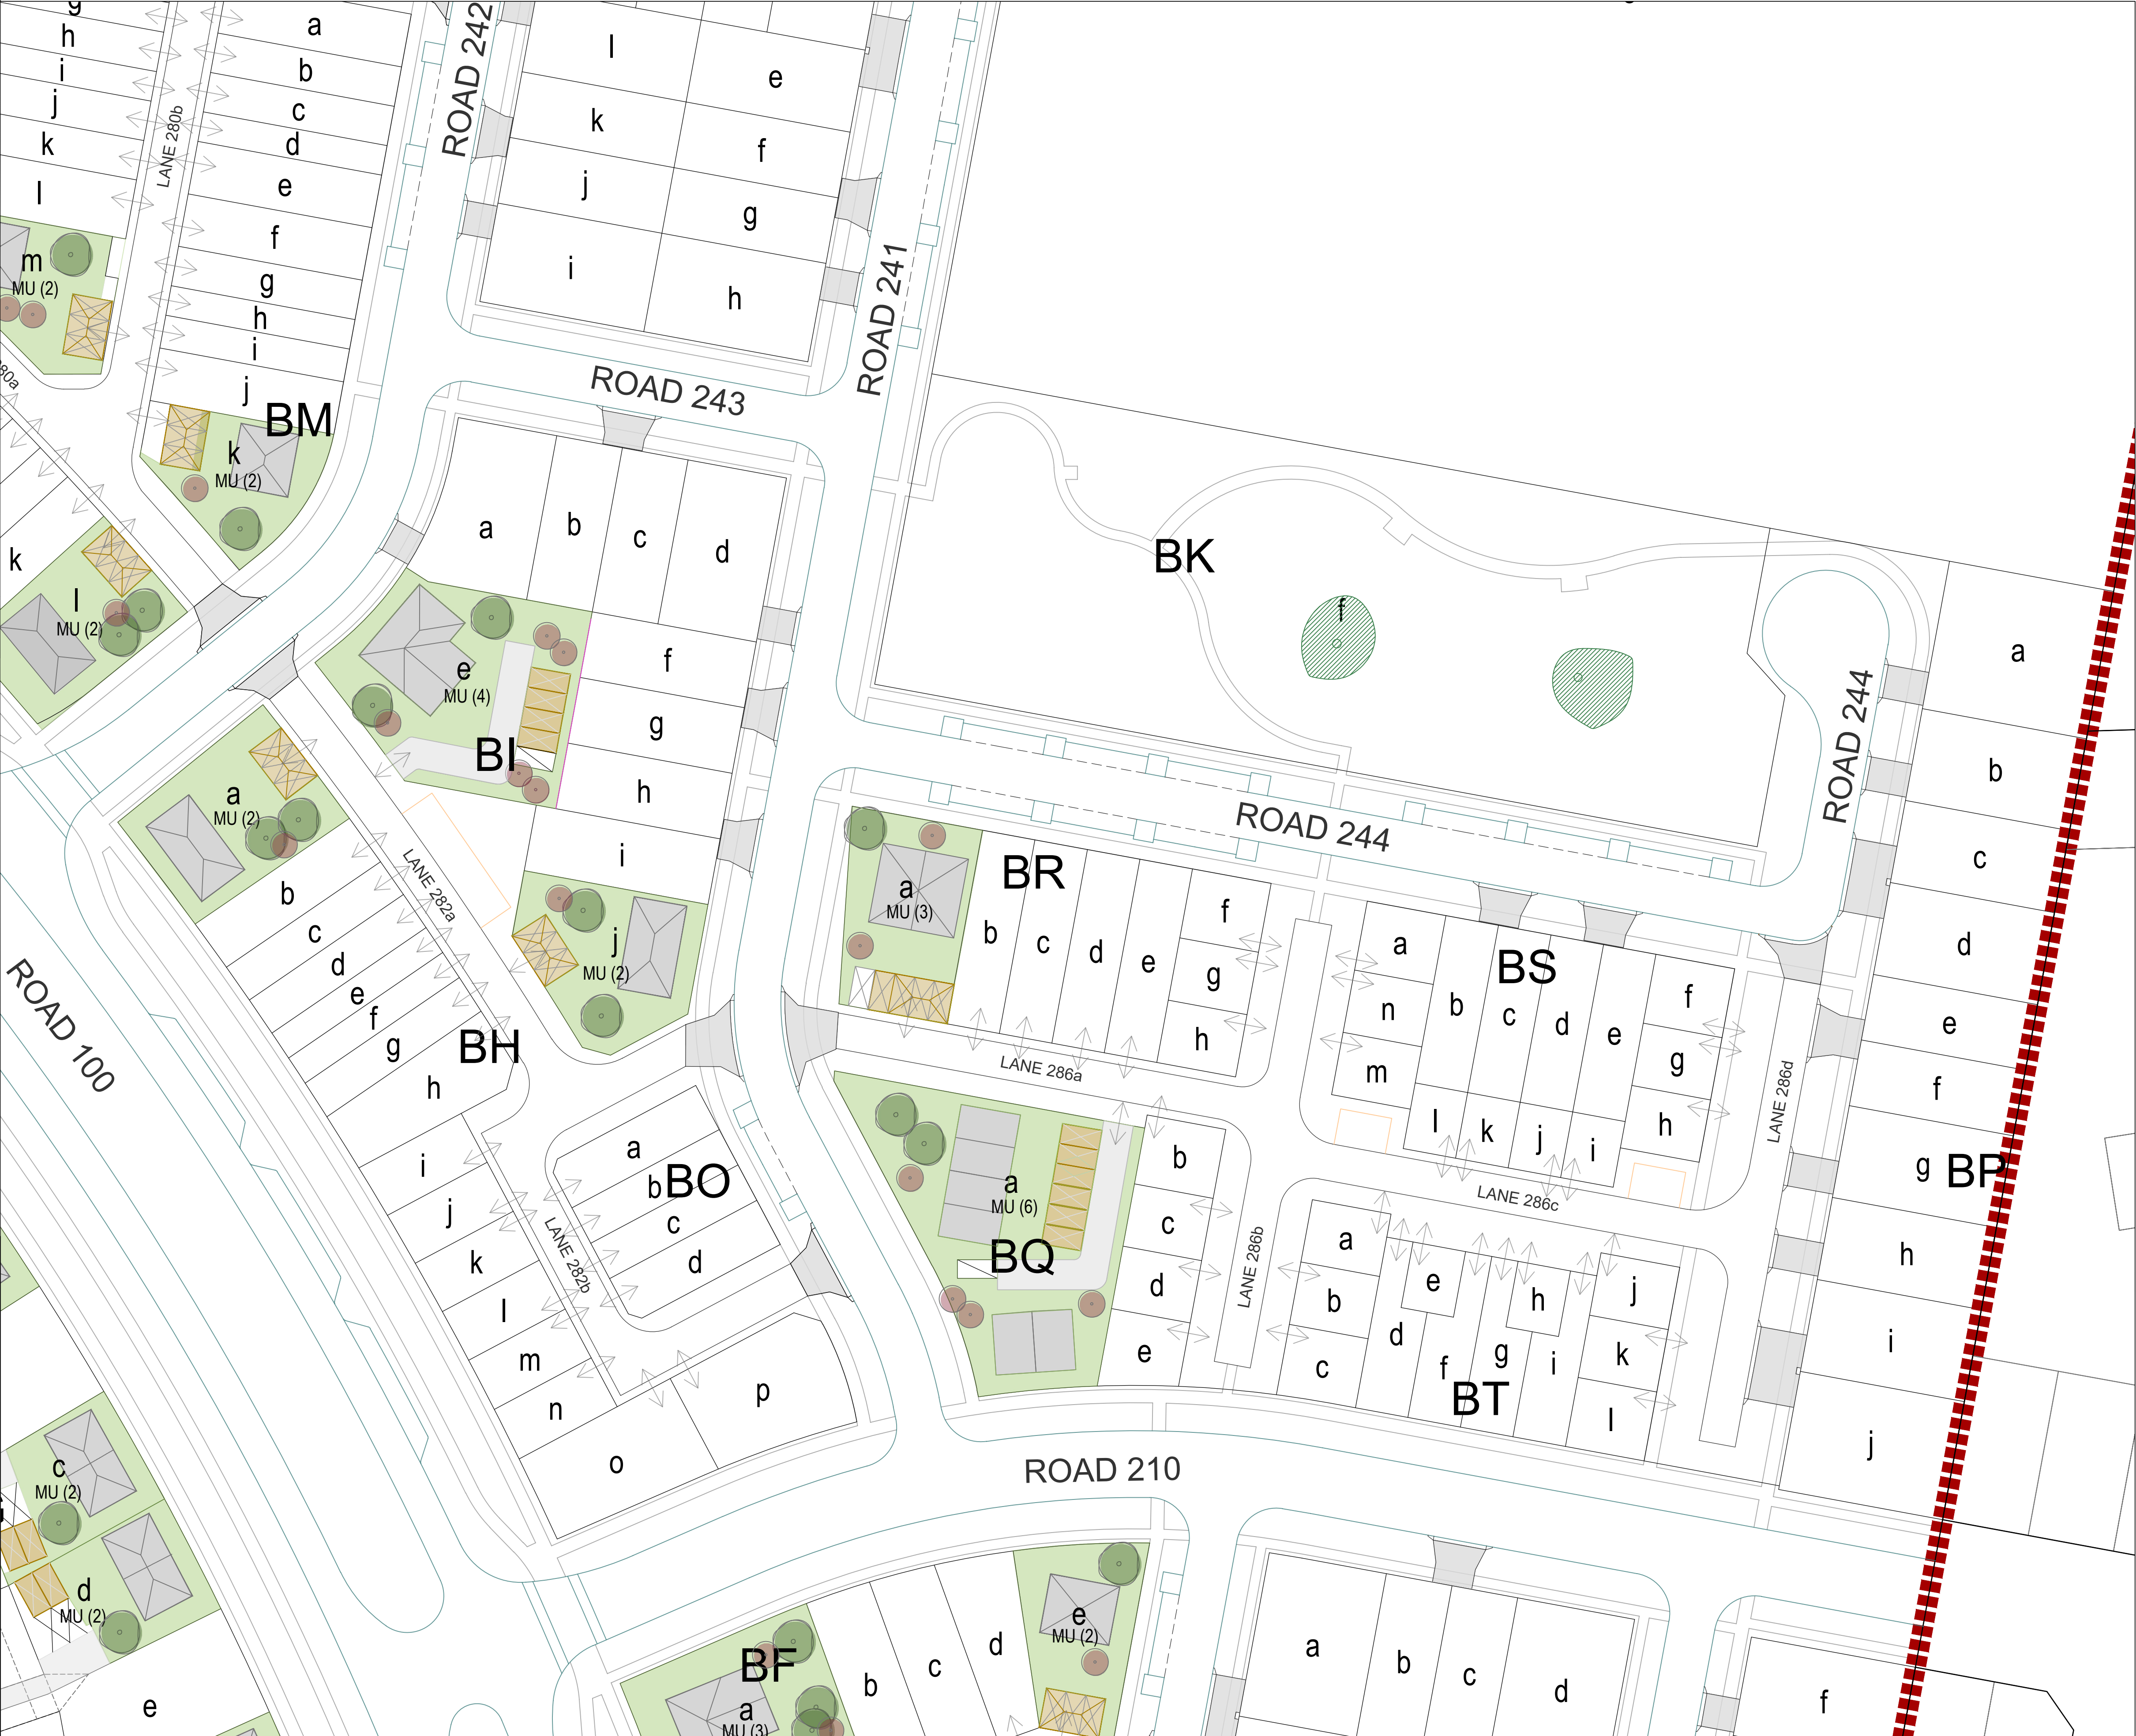 g
h
i
j
k
l
m
MU (2)
LANE 280b
a
b
c
d
e
f
g
h
i
j
BM
k
MU (2)
ROAD 242
l
k
j
i
e
f
g
h
ROAD 241
ROAD 243
k
l
MU (2)
a
b
c
d
e
MU (4)
BI
f
g
h
i
j
MU (2)
BK
f
ROAD 244
ROAD 244
a
b
c
d
e
f
g
BP
h
i
j
a
MU (2)
b
c
d
e
f
g
BH
h
i
j
k
l
m
n
o
p
LANE 282a
ROAD 100
a
b
BO
c
d
LANE 282b
a
MU (3)
BR
b
c
d
e
f
g
h
LANE 286a
a
n
m
BS
b
c
d
e
f
g
h
l
k
j
i
LANE 286d
LANE 286c
a
MU (6)
BQ
b
c
d
e
LANE 286b
a
b
c
d
e
f
g
h
i
j
k
l
BT
ROAD 210
c
MU (2)
d
MU (2)
e
BF
a
MU (3)
b
c
d
e
MU (2)
a
b
c
d
f